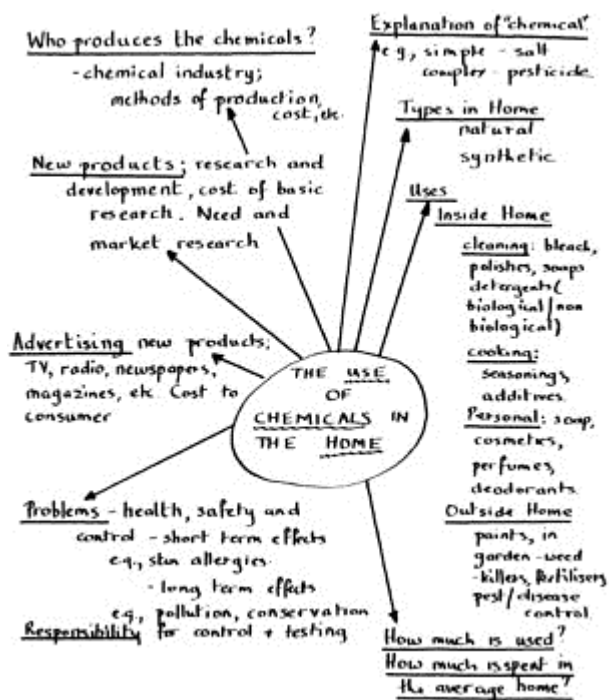 Who produces the chemicals?
-chemical industry;
methods of production,
cost, etc.
New products; research and
development, cost of basic
research. Need and
market research
Advertising new products;
TV, radio, newspapers,
magazines, etc. Cost to
consumer
THE USE
OF
CHEMICALS IN
THE HOME
Problems - health, safety and
control - short term effects
e.g., skin allergies.
- long term effects
e.g., pollution, conservation
Responsibility for control + testing
Explanation of "chemical".
e.g., simple - salt
complex - pesticide.
Types in Home
natural
synthetic.
Uses
Inside Home
cleaning: bleach,
polishes, soaps
detergents (
biological/non
biological)
cooking:
seasonings,
additives.
Personal: soap,
cosmetics,
perfumes,
deodorants.
Outside Home
paints, in
garden - weed
-killers, fertilisers
pest/disease
control.
How much is used?
How much is spent in
the average home?